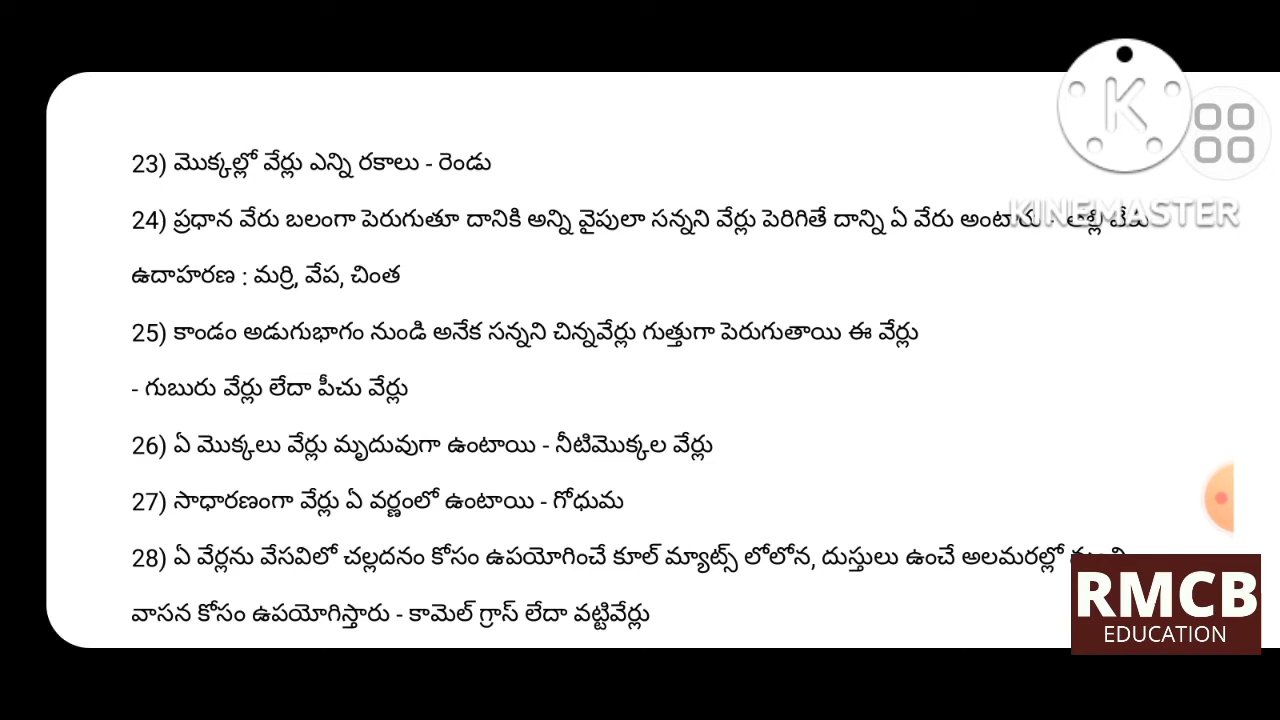 23) మొక్కల్లో వేర్లు ఎన్ని రకాలు - రెండు
24) ప్రధాన వేరు బలంగా పెరుగుతూ దానికి అన్ని వైపులా సన్నని వేర్లు పెరిగితే దాన్ని ఏ వేరు అంటారు
KINEMASTER
ఉదాహరణ : మర్రి, వేప, చింత
25) కాండం అడుగుభాగం నుండి అనేక సన్నని చిన్నవేర్లు గుత్తుగా పెరుగుతాయి ఈ వేర్లు
- గుబురు వేర్లు లేదా పీచు వేర్లు
26) ఏ మొక్కలు వేర్లు మృదువుగా ఉంటాయి - నీటిమొక్కల వేర్లు
27) సాధారణంగా వేర్లు ఏ వర్ణంలో ఉంటాయి - గోధుమ
28) ఏ వేర్లను వేసవిలో చల్లదనం కోసం ఉపయోగించే కూల్ మ్యాట్స్ లోలోన, దుస్తులు ఉంచే అలమరల్లో
వాసన కోసం ఉపయోగిస్తారు - కామెల్ గ్రాస్ లేదా వట్టివేర్లు
RMCB
EDUCATION